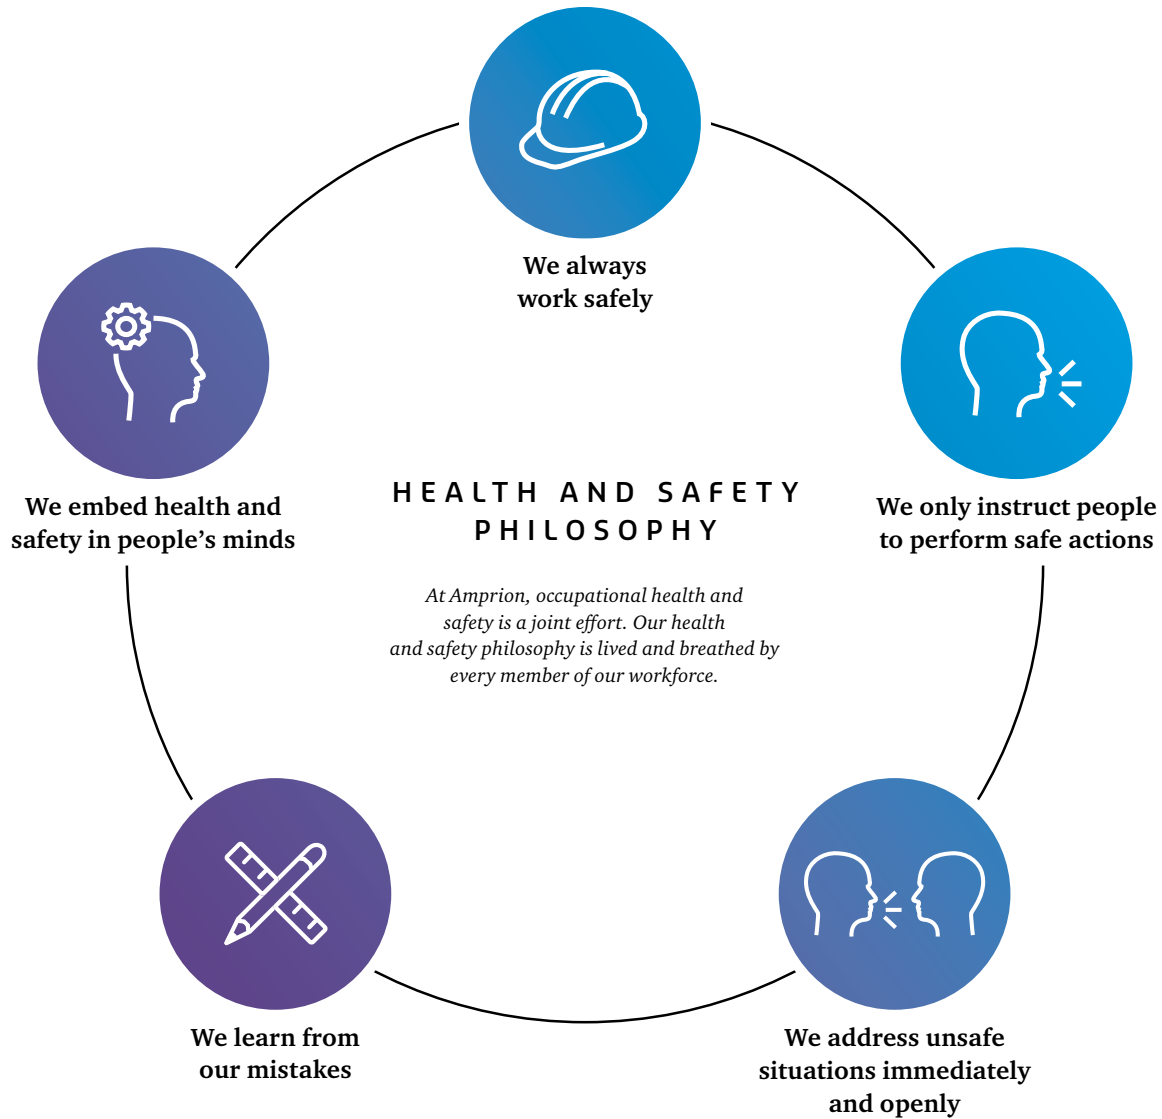 We always
work safely
We embed health and
safety in people’s minds
We only instruct people
to perform safe actions
HEALTH AND SAFETY
PHILOSOPHY
At Amprion, occupational health and
safety is a joint effort. Our health
and safety philosophy is lived and breathed by
every member of our workforce.
We learn from
our mistakes
We address unsafe
situations immediately
and openly